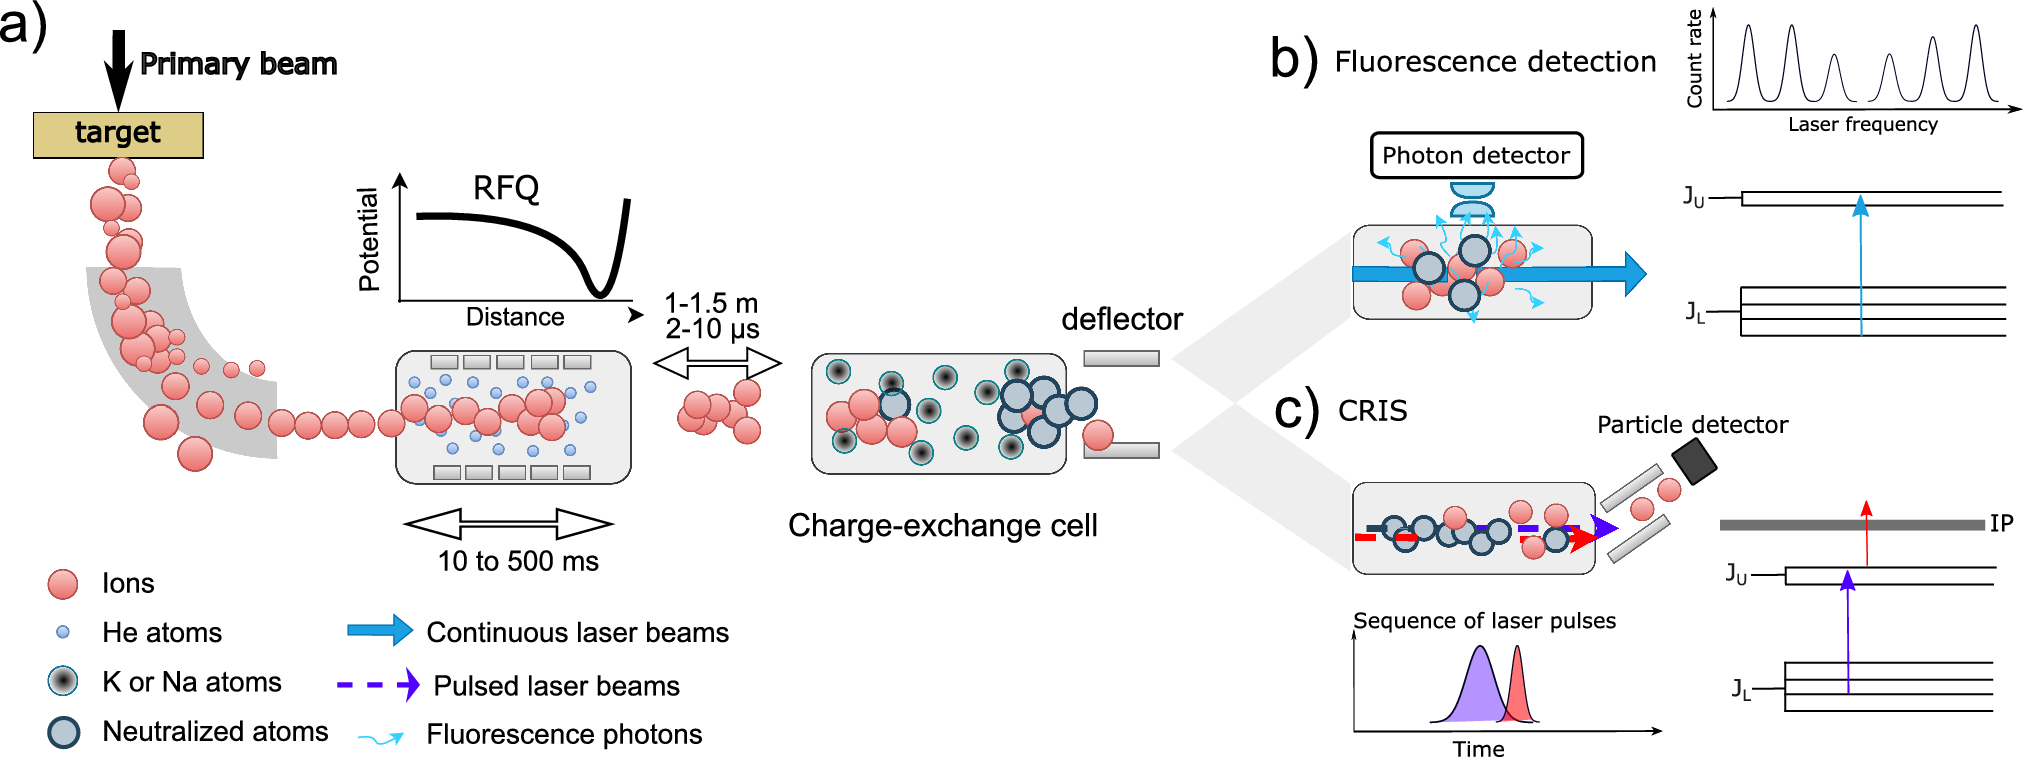 a)
Primary beam
target
RFQ
Potential
Distance
1-1.5 m
2-10 µs
10 to 500 ms
Charge-exchange cell
deflector
Ions
He atoms
K or Na atoms
Neutralized atoms
Continuous laser beams
Pulsed laser beams
Fluorescence photons
b) Fluorescence detection
Count rate
Laser frequency
Photon detector
JU
JL
c) CRIS
Particle detector
IP
JU
JL
Sequence of laser pulses
Time